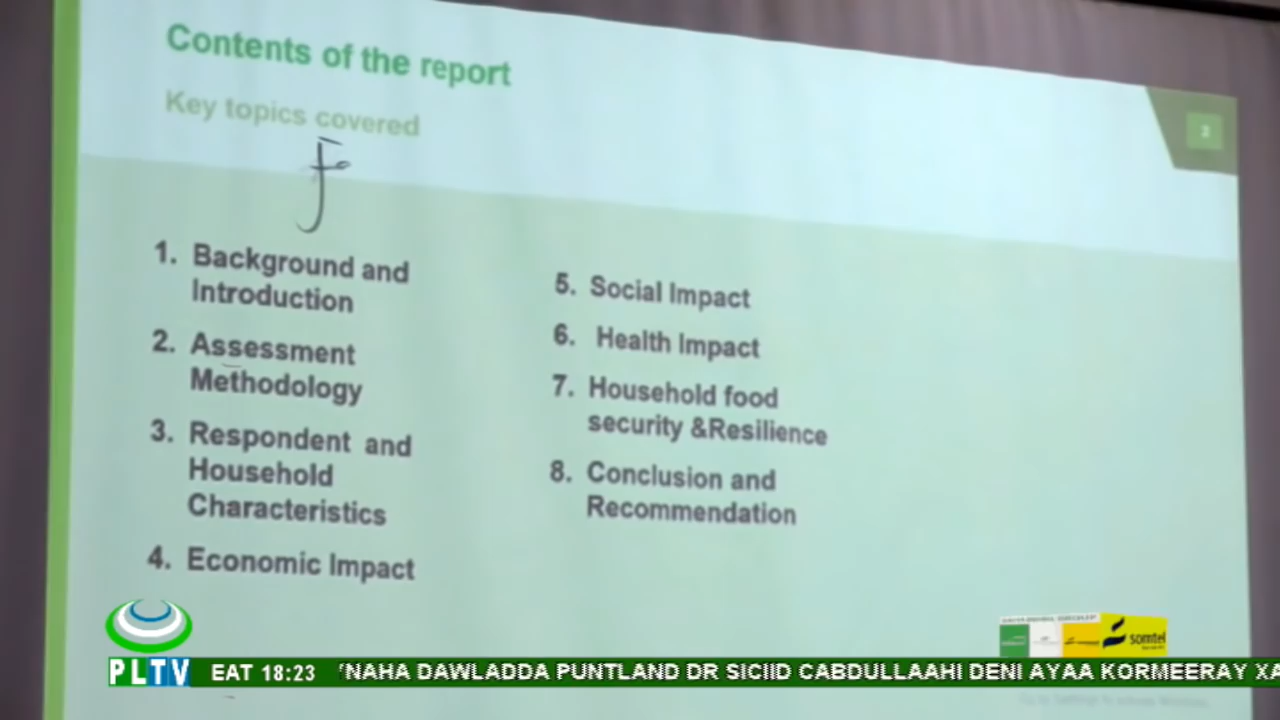 Contents of the report
Key topics covered
1. Background and
Introduction
2. Assessment
Methodology
3. Respondent and
Household
Characteristics
4. Economic Impact
5. Social Impact
6. Health Impact
7. Household food
security &Resilience
8. Conclusion and
Recommendation
somtel
PLTV
EAT 18:23
'NAHA DAWLADDA PUNTLAND DR SICIID CABDULLAAHI DENI AYAA KORMEERAY XA